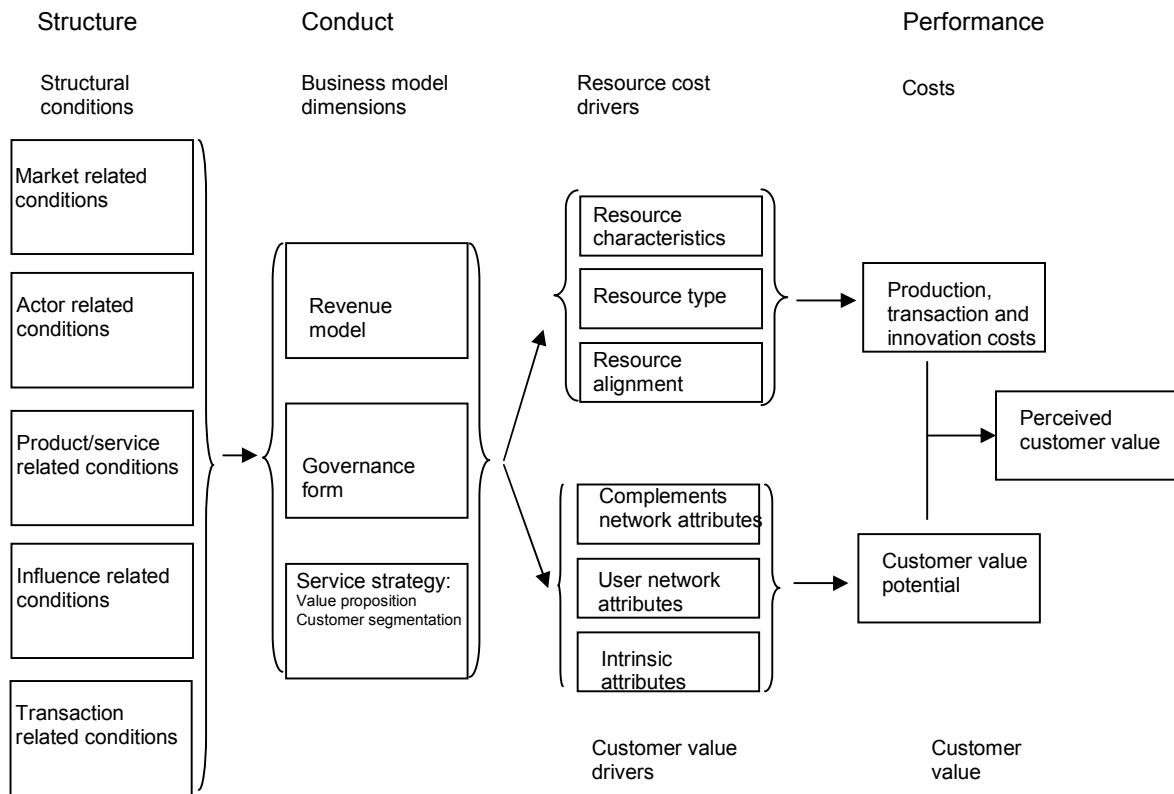 Structure
Conduct
Performance
Structural
conditions
Business model
dimensions
Resource cost
drivers
Costs
Market related
conditions
Actor related
conditions
Product/service
related conditions
Influence related
conditions
Transaction
related conditions
Revenue
model
Governance
form
Service strategy:
Value proposition
Customer segmentation
Resource
characteristics
Resource type
Resource
alignment
Complements
network attributes
User network
attributes
Intrinsic
attributes
Customer value
drivers
Production,
transaction and
innovation costs
Perceived
customer value
Customer value
potential
Customer
value